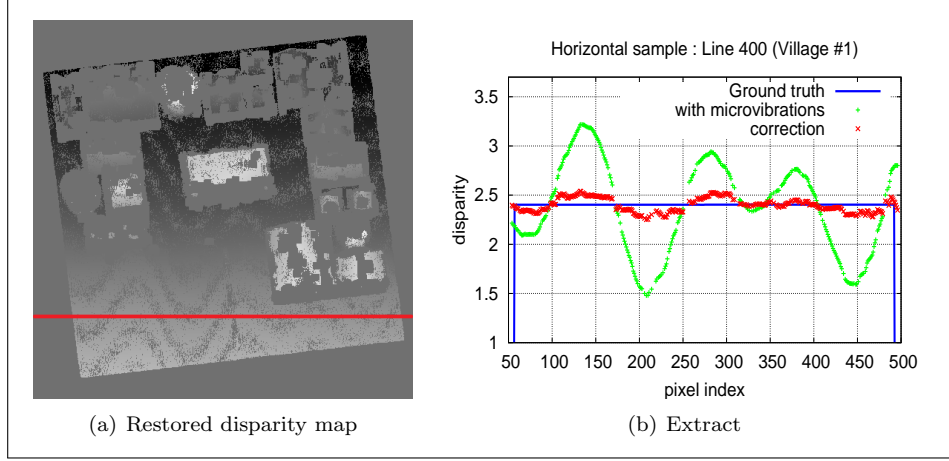 Horizontal sample : Line 400 (Village #1)
Ground truth
with microvibrations
correction
3.5
3
2.5
2
1.5
1
disparity
50 100 150 200 250 300 350 400 450 500
pixel index
(a) Restored disparity map
(b) Extract